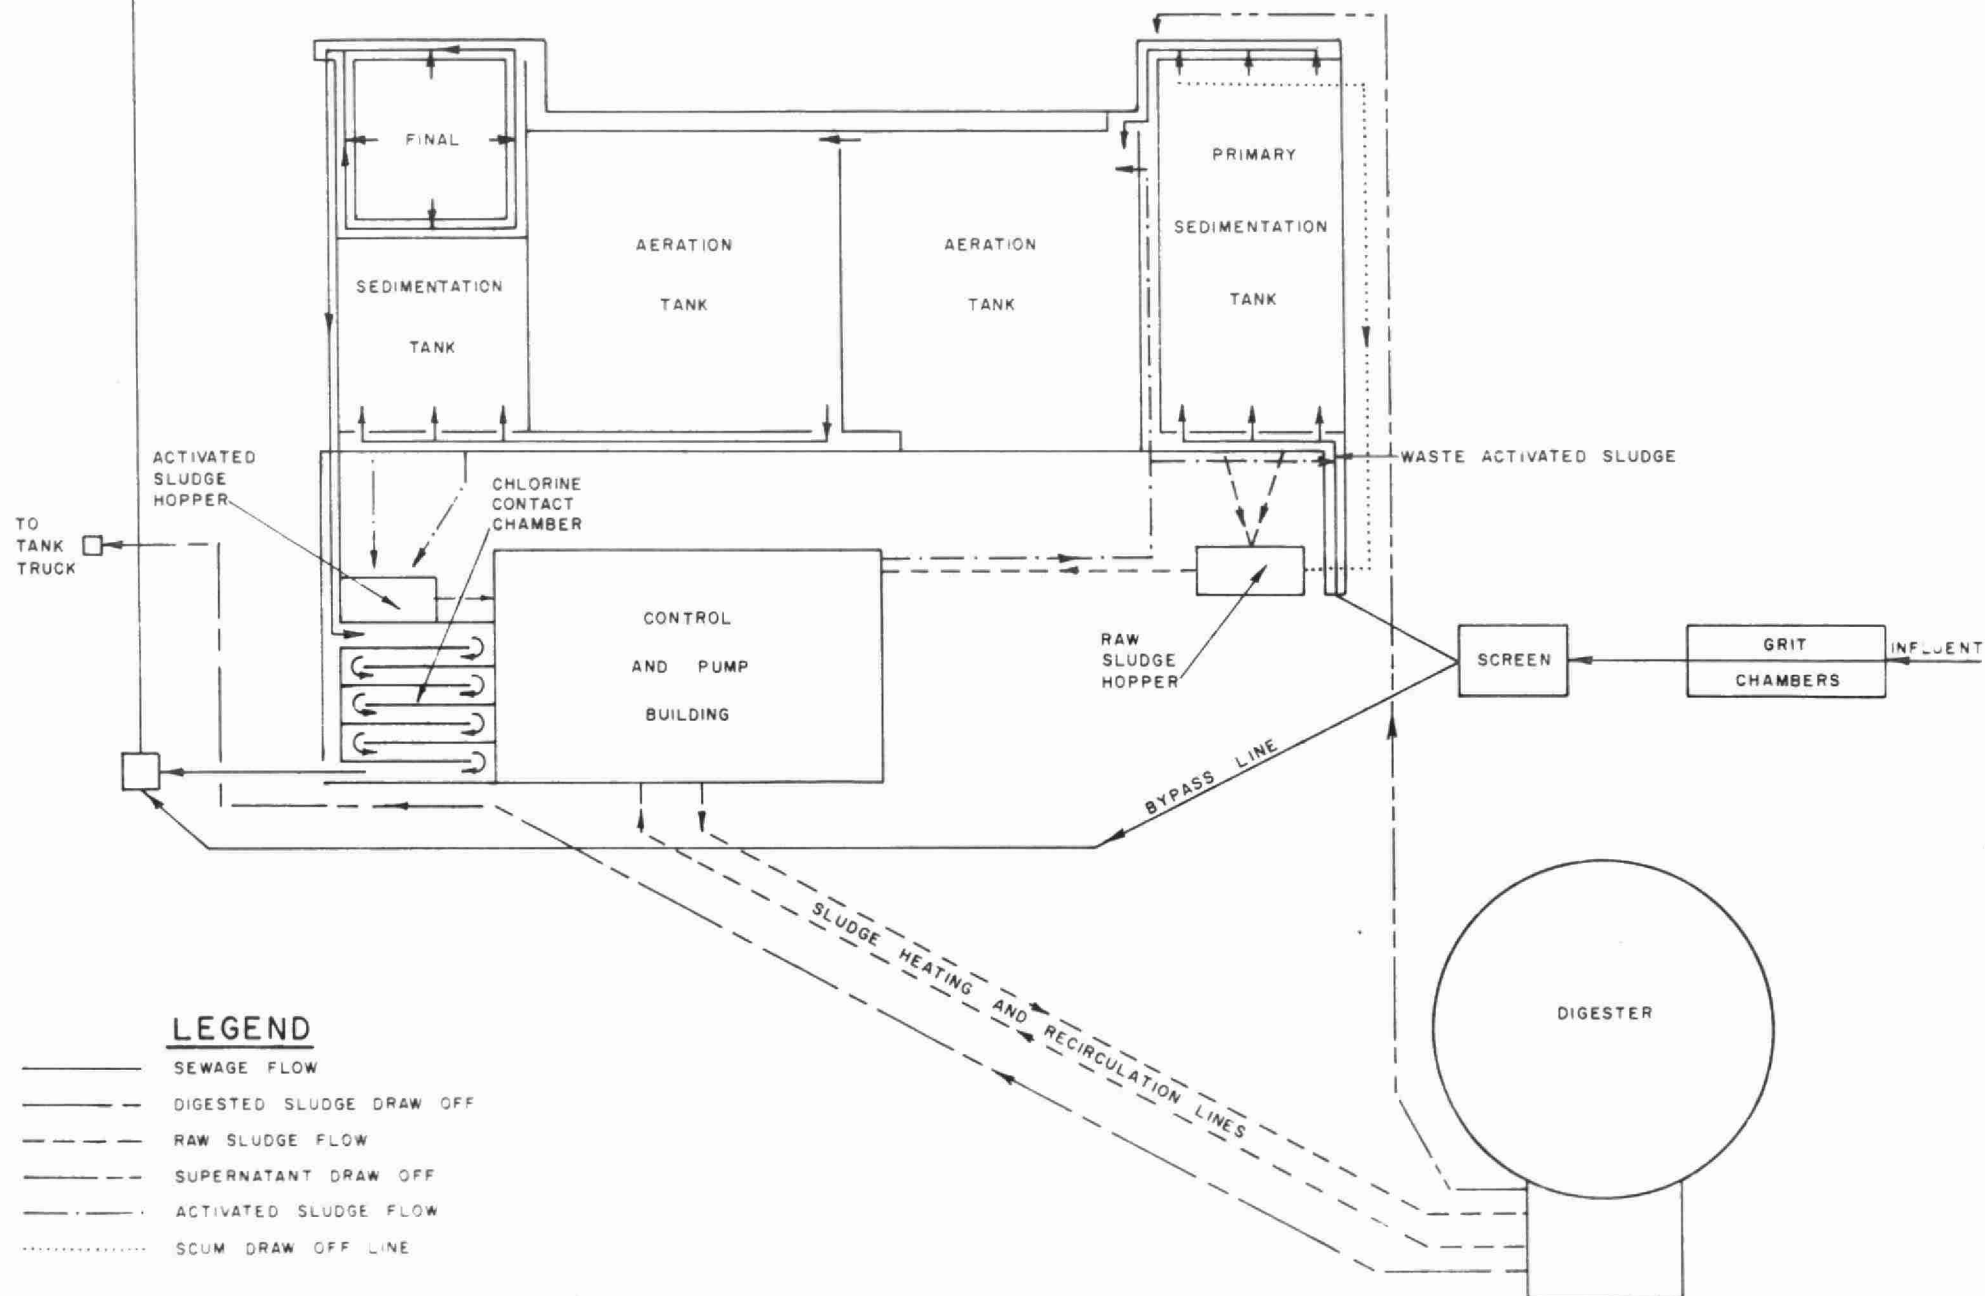 FINAL
SEDIMENTATION
TANK
AERATION
TANK
AERATION
TANK
PRIMARY
SEDIMENTATION
TANK
ACTIVATED
SLUDGE
HOPPER
CHLORINE
CONTACT
CHAMBER
WASTE ACTIVATED SLUDGE
TO
TANK
TRUCK
CONTROL
AND PUMP
BUILDING
RAW
SLUDGE
HOPPER
SCREEN
GRIT
CHAMBERS
INFLUENT
BYPASS LINE
SLUDGE HEATING AND RECIRCULATION LINES
DIGESTER
LEGEND
SEWAGE FLOW
DIGESTED SLUDGE DRAW OFF
RAW SLUDGE FLOW
SUPERNATANT DRAW OFF
ACTIVATED SLUDGE FLOW
SCUM DRAW OFF LINE